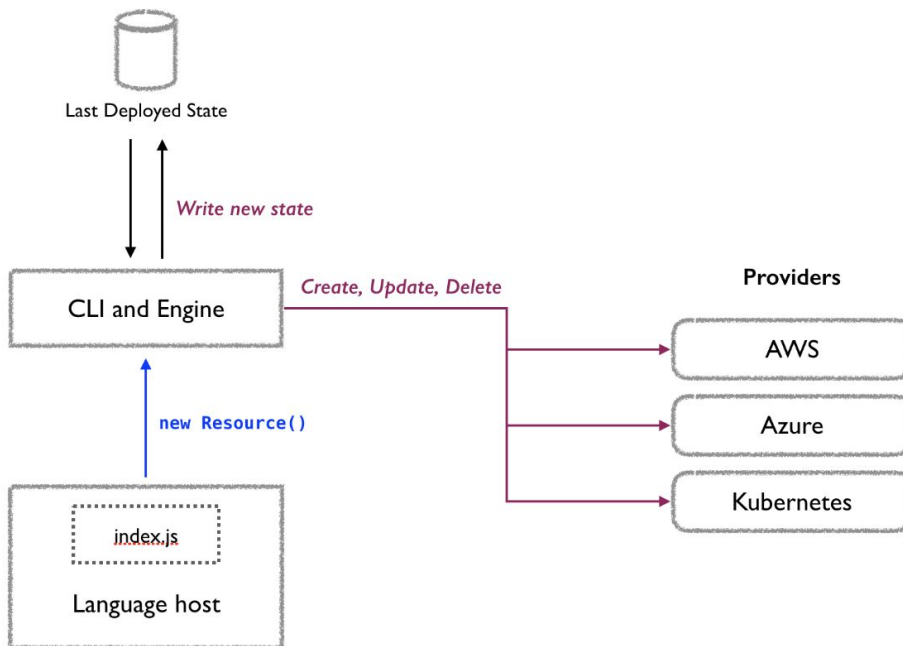 Last Deployed State
Write new state
CLI and Engine
Create, Update, Delete
Providers
AWS
Azure
Kubernetes
new Resource()
index.js
Language host